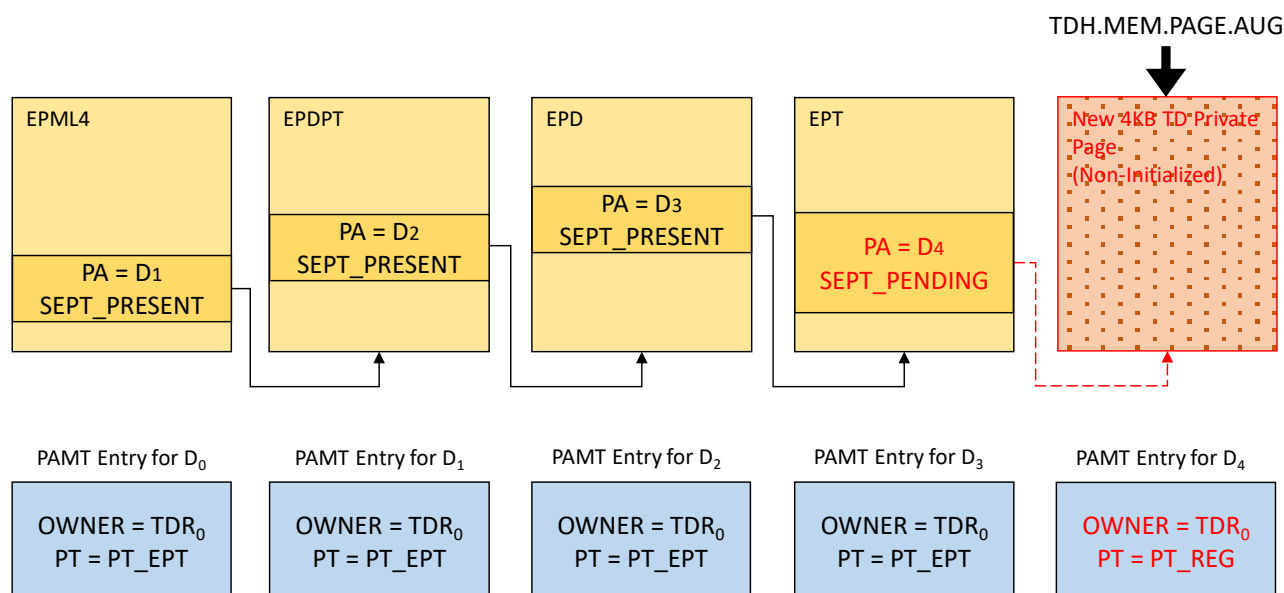 TDH.MEM.PAGE.AUG
EPML4
PA = D1
SEPT_PRESENT
EPDPT
PA = D2
SEPT_PRESENT
EPD
PA = D3
SEPT_PRESENT
EPT
PA = D4
SEPT_PENDING
New 4KB TD Private
Page
(Non-Initialized)
PAMT Entry for D0
OWNER = TDR0
PT = PT_EPT
PAMT Entry for D1
OWNER = TDR0
PT = PT_EPT
PAMT Entry for D2
OWNER = TDR0
PT = PT_EPT
PAMT Entry for D3
OWNER = TDR0
PT = PT_EPT
PAMT Entry for D4
OWNER = TDR0
PT = PT_REG